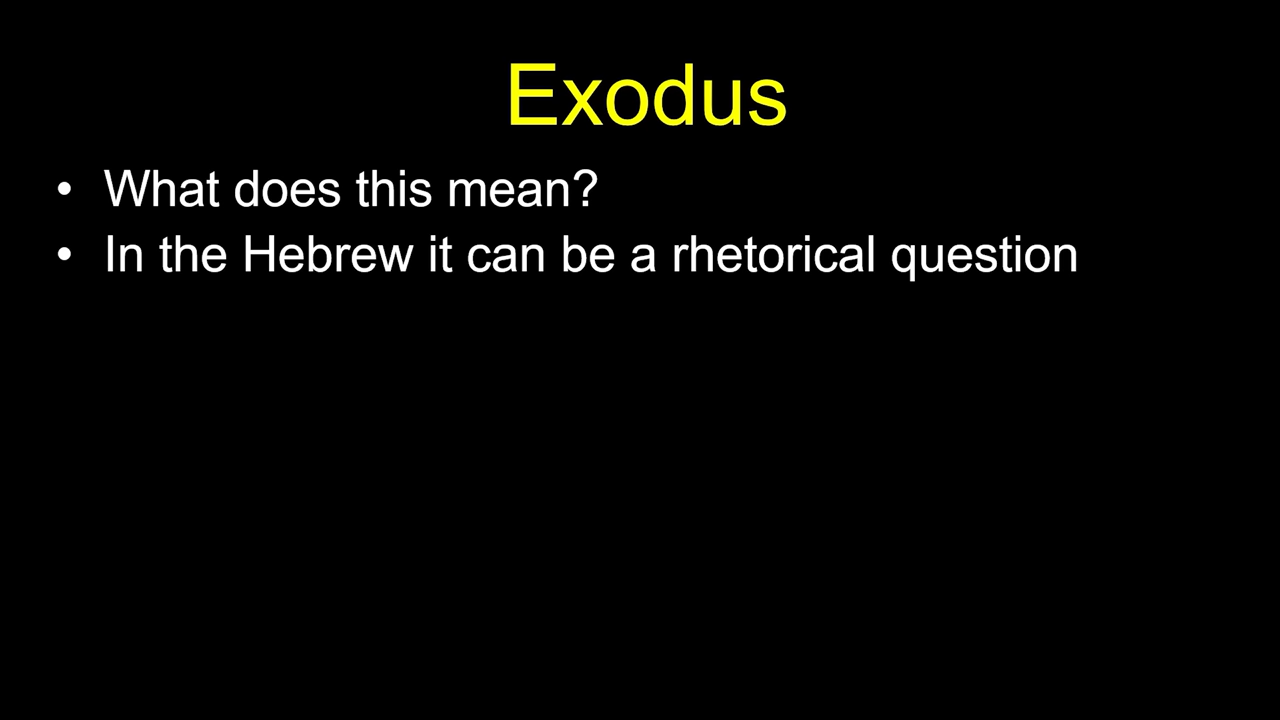 Exodus
• What does this mean?
• In the Hebrew it can be a rhetorical question